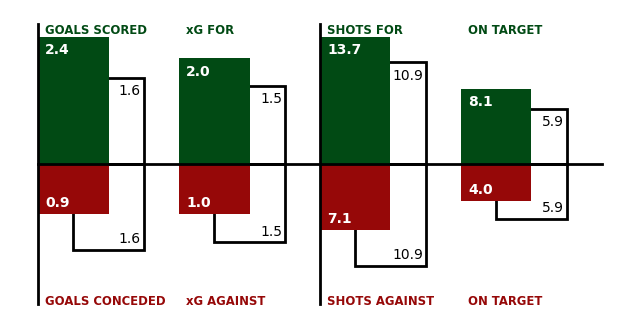 GOALS SCORED xG FOR SHOTS FOR ON TARGET
2.4 2.0 13.7 8.1
1.6 1.5 10.9 5.9
0.9 1.0 7.1 4.0
1.6 1.5 10.9 5.9
GOALS CONCEDED xG AGAINST SHOTS AGAINST ON TARGET